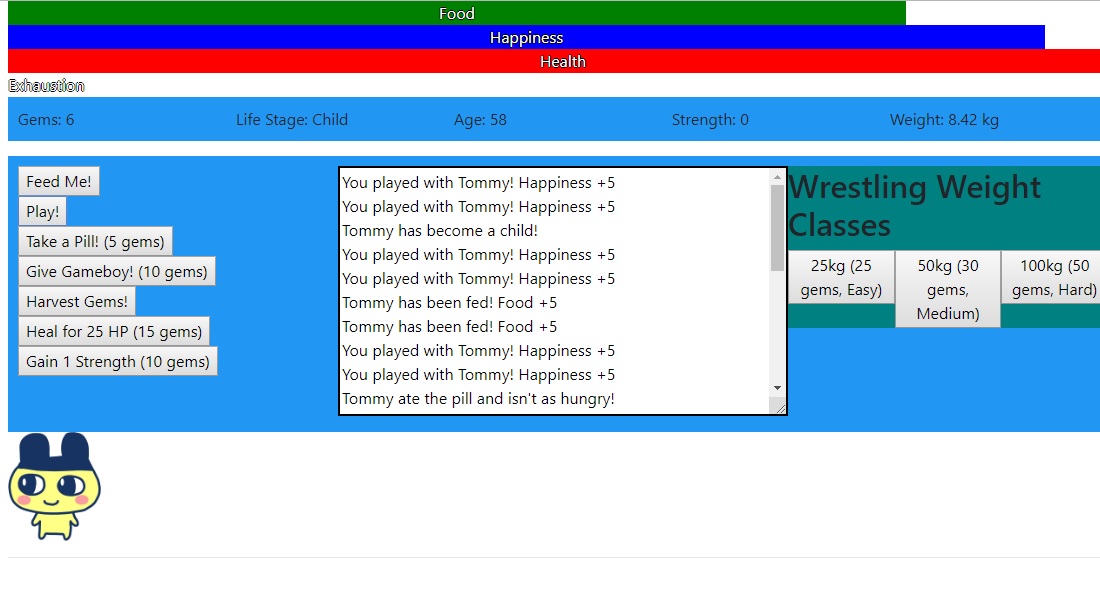 Food
Happiness
Health
Exhaustion
Gems: 6
Life Stage: Child
Age: 58
Strength: 0
Weight: 8.42 kg
Feed Me!
Play!
Take a Pill! (5 gems)
Give Gameboy! (10 gems)
Harvest Gems!
Heal for 25 HP (15 gems)
Gain 1 Strength (10 gems)
You played with Tommy! Happiness +5
You played with Tommy! Happiness +5
Tommy has become a child!
You played with Tommy! Happiness +5
You played with Tommy! Happiness +5
Tommy has been fed! Food +5
Tommy has been fed! Food +5
You played with Tommy! Happiness +5
You played with Tommy! Happiness +5
Tommy ate the pill and isn't as hungry!
Wrestling Weight
Classes
25kg (25
gems, Easy)
50kg (30
gems,
Medium)
100kg (50
gems, Hard)